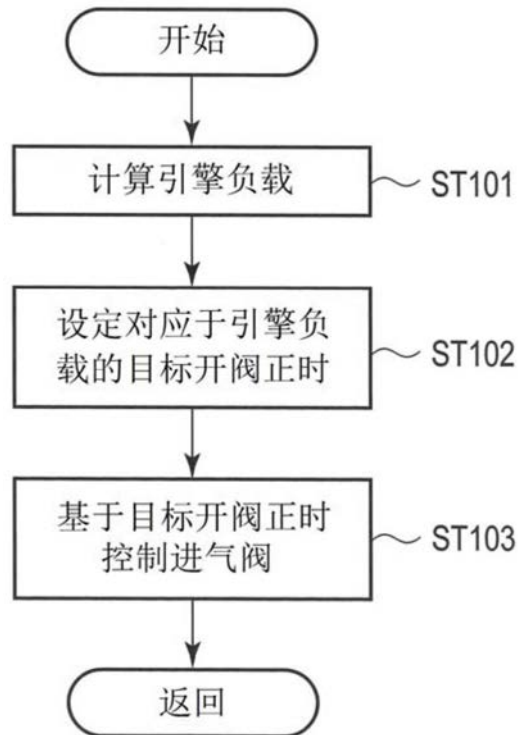 开始
计算引擎负载
ST101
设定对应于引擎负
载的目标开阀正时
ST102
基于目标开阀正时
控制进气阀
ST103
返回